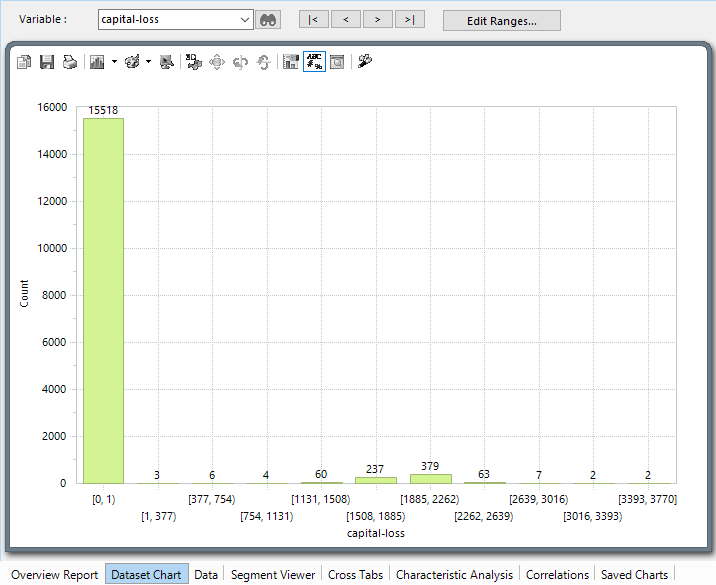 Variable : capital-loss |< < > >| Edit Ranges...
3D ABC # %
16000 15518
14000
12000
10000
Count
8000
6000
4000
2000
0 3 6 4 60 237 379 63 7 2 2
[0, 1) [377, 754) [1131, 1508) [1885, 2262) [2639, 3016) [3393, 3770]
[1, 377) [754, 1131) [1508, 1885) [2262, 2639) [3016, 3393)
capital-loss
Overview Report Dataset Chart Data Segment Viewer Cross Tabs Characteristic Analysis Correlations Saved Charts